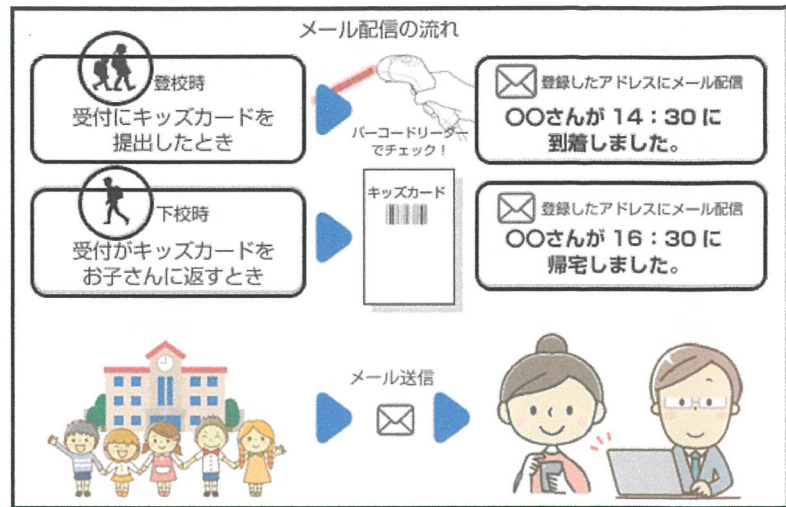 メール配信の流れ
登校時
受付にキッズカードを
提出したとき
バーコードリーダー
でチェック！
登録したアドレスにメール配信
〇〇さんが 14：30 に
到着しました。
下校時
受付がキッズカードを
お子さんに返すとき
キッズカード
登録したアドレスにメール配信
〇〇さんが 16：30 に
帰宅しました。
メール送信